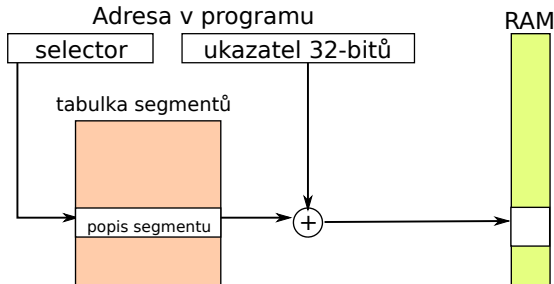 Adresa v programu
RAM
selector
ukazatel 32-bitů
tabulka segmentů
popis segmentu
+